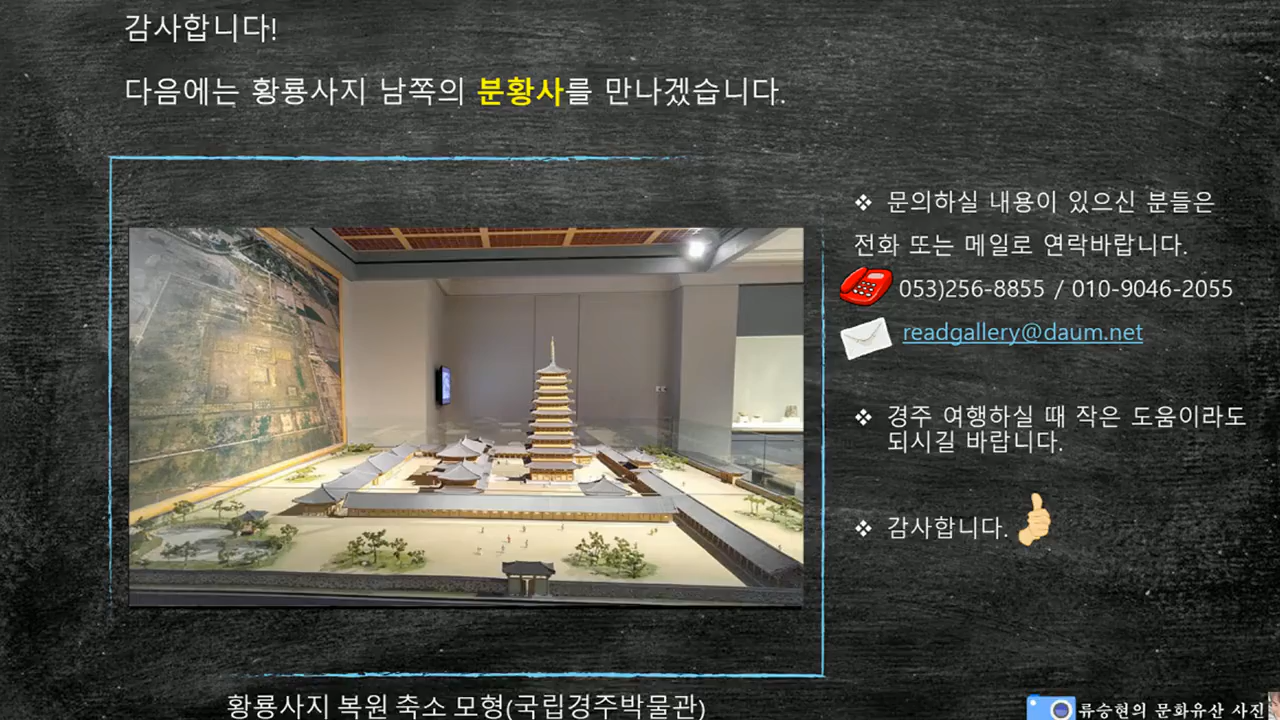 감사합니다!
다음에는 황룡사지 남쪽의 분황사를 만나겠습니다.
❖ 문의하실 내용이 있으신 분들은
전화 또는 메일로 연락바랍니다.
053)256-8855 / 010-9046-2055
readgallery@daum.net
❖ 경주 여행하실 때 작은 도움이라도
되시길 바랍니다.
❖ 감사합니다.
황룡사지 복원 축소 모형(국립경주박물관)
류승현의 문화유산 사진